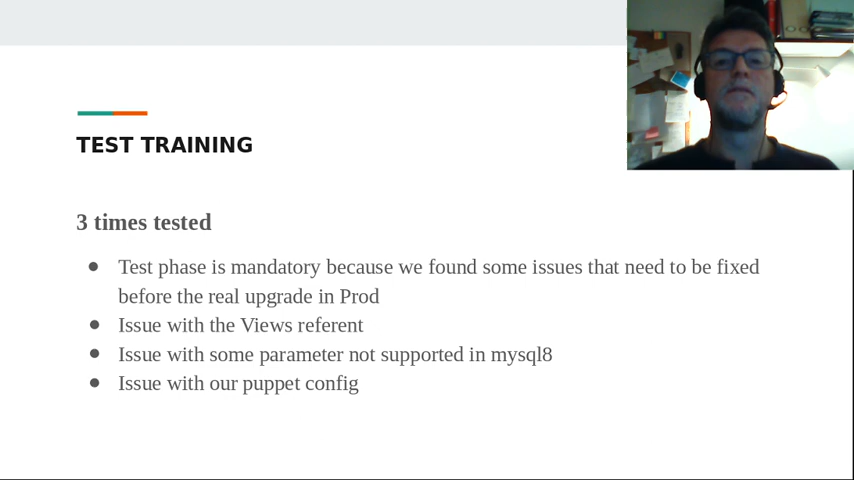 TEST TRAINING
3 times tested
● Test phase is mandatory because we found some issues that need to be fixed
before the real upgrade in Prod
● Issue with the Views referent
● Issue with some parameter not supported in mysql8
● Issue with our puppet config